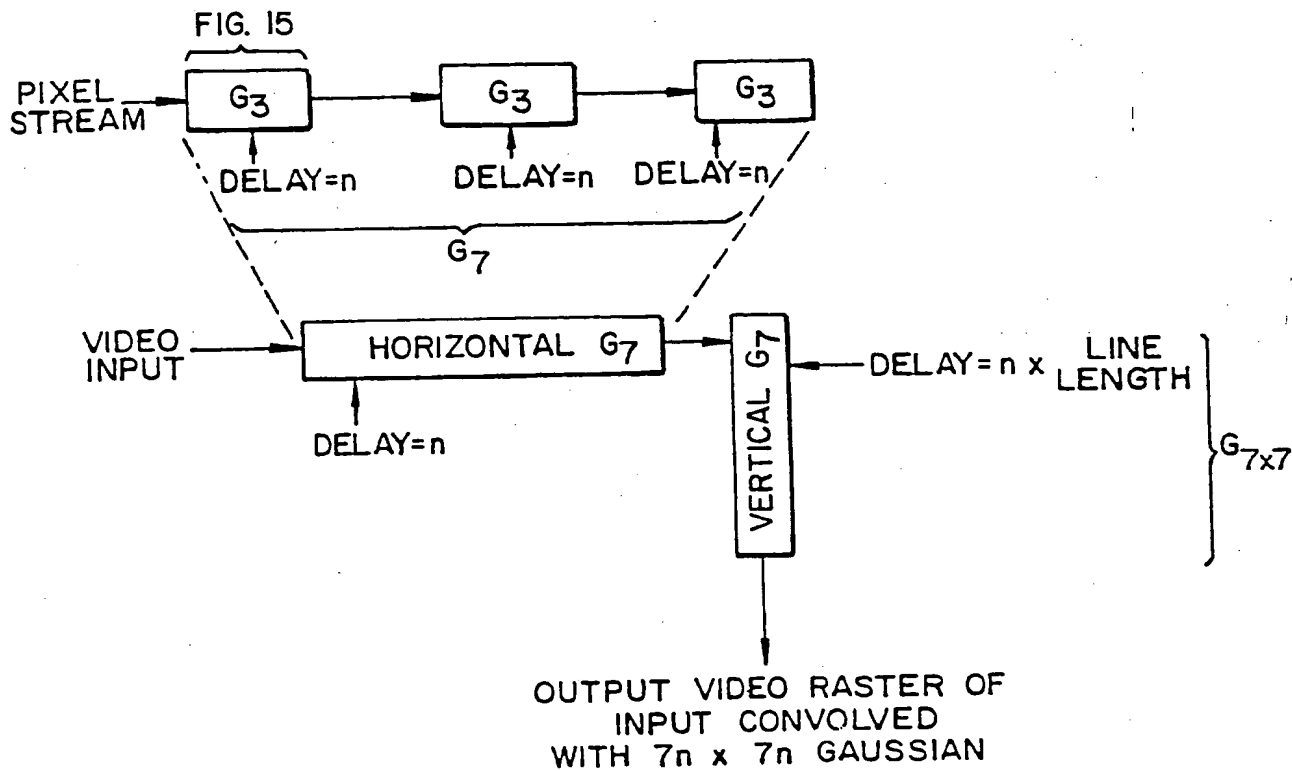 FIG. 15
PIXEL
STREAM
G3
G3
G3
DELAY=n
DELAY=n
DELAY=n
G7
VIDEO
INPUT
HORIZONTAL G7
VERTICAL G7
DELAY=n
DELAY=n x LINE
LENGTH
G7x7
OUTPUT VIDEO RASTER OF
INPUT CONVOLVED
WITH 7n x 7n GAUSSIAN